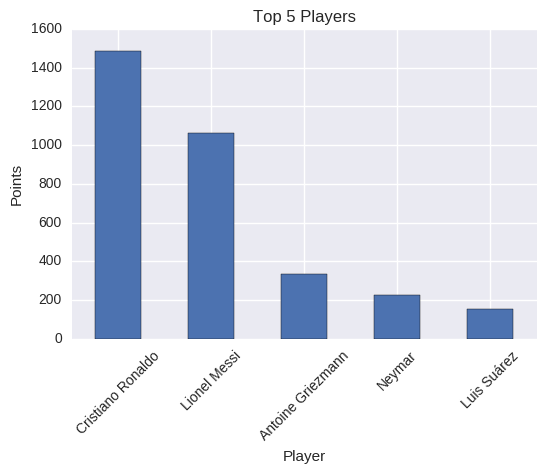 Top 5 Players
1600
1400
1200
1000
800
600
400
200
0
Points
Cristiano Ronaldo
Lionel Messi
Antoine Griezmann
Neymar
Luis Suárez
Player